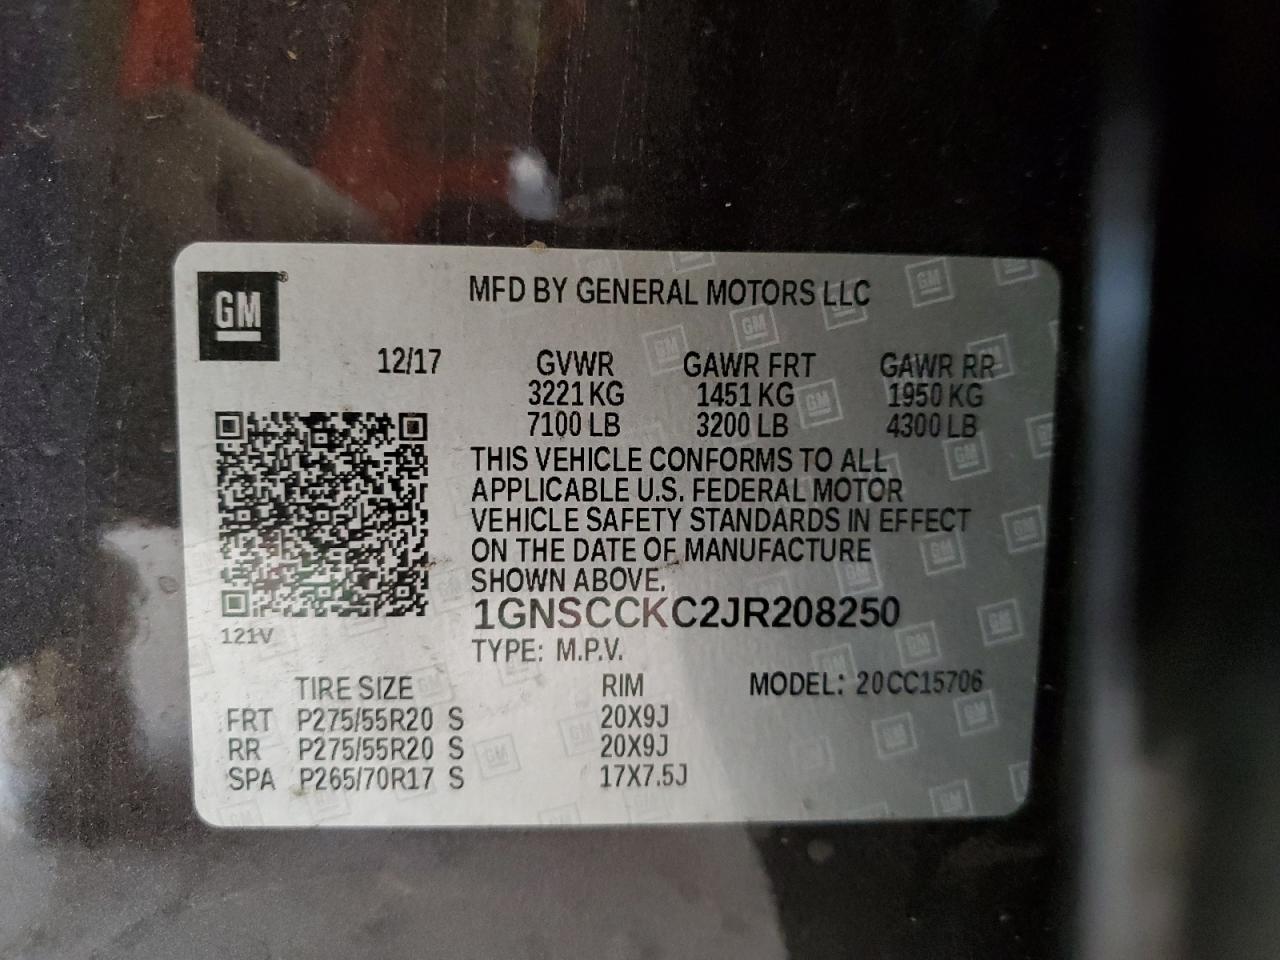 GM
MFD BY GENERAL MOTORS LLC
12/17 GVWR GAWR FRT GAWR RR
3221 KG 1451 KG 1950 KG
7100 LB 3200 LB 4300 LB
THIS VEHICLE CONFORMS TO ALL
APPLICABLE U.S. FEDERAL MOTOR
VEHICLE SAFETY STANDARDS IN EFFECT
ON THE DATE OF MANUFACTURE
SHOWN ABOVE.
1GNSCCKC2JR208250
121V
TYPE: M.P.V.
TIRE SIZE RIM MODEL: 20CC15706
FRT P275/55R20 S 20X9J
RR P275/55R20 S 20X9J
SPA P265/70R17 S 17X7.5J